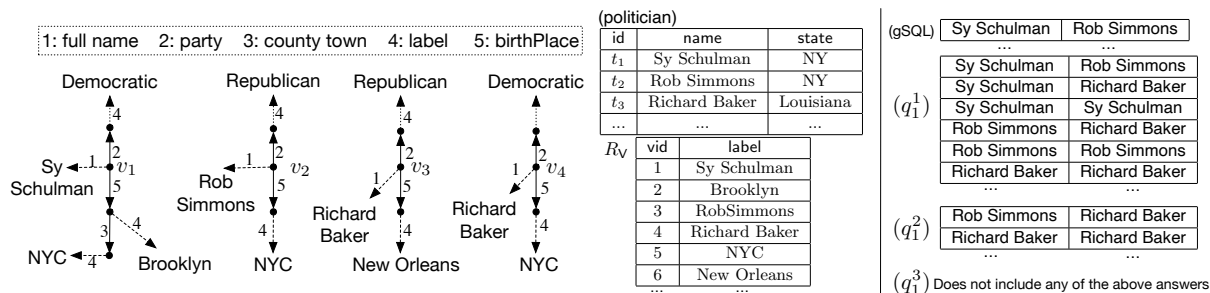 1: full name 2: party 3: county town 4: label 5: birthPlace
Democratic
Republican
Republican
Democratic
4
4
4
4
2
2
2
2
Sy Schulman
1
v1
5
Rob Simmons
1
v2
5
Richard Baker
1
v3
5
Richard Baker
1
v4
5
3
4
4
4
4
NYC
4
Brooklyn
NYC
New Orleans
NYC
(politician)
id name state
t1 Sy Schulman NY
t2 Rob Simmons NY
t3 Richard Baker Louisiana
... ... ...
RV vid label
1 Sy Schulman
2 Brooklyn
3 RobSimmons
4 Richard Baker
5 NYC
6 New Orleans
... ...
(gSQL) Sy Schulman Rob Simmons
...
(q_1^1)
Sy Schulman Rob Simmons
Sy Schulman Richard Baker
Sy Schulman Sy Schulman
Rob Simmons Richard Baker
Rob Simmons Rob Simmons
Richard Baker Richard Baker
... ...
(q_1^2)
Rob Simmons Richard Baker
Richard Baker Richard Baker
... ...
(q_1^3) Does not include any of the above answers